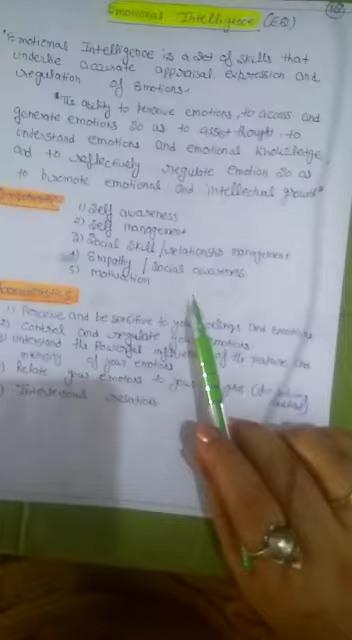 Emotional Intelligence (EQ)
"Emotional Intelligence is a set of skills that
underlie accurate appraisal expression and
regulation of Emotions.
"The ability to perceive emotions, to access and
generate emotions so as to assest thought, to
understand emotions and emotional knowledge
and to reflectively regulate emotion so as
to promote emotional and intellectual growth"
1) Self awareness
2) Self management
3) Social skill / relationship management
4) Empathy / Social awareness
5) Motivation
1) Perceive and be sensitive to your feelings and emotions
2) Control and regulate your emotions
3) understand the Powerful of the nature and
of your emotions
Relate your emotions to your
Interpersonal relations